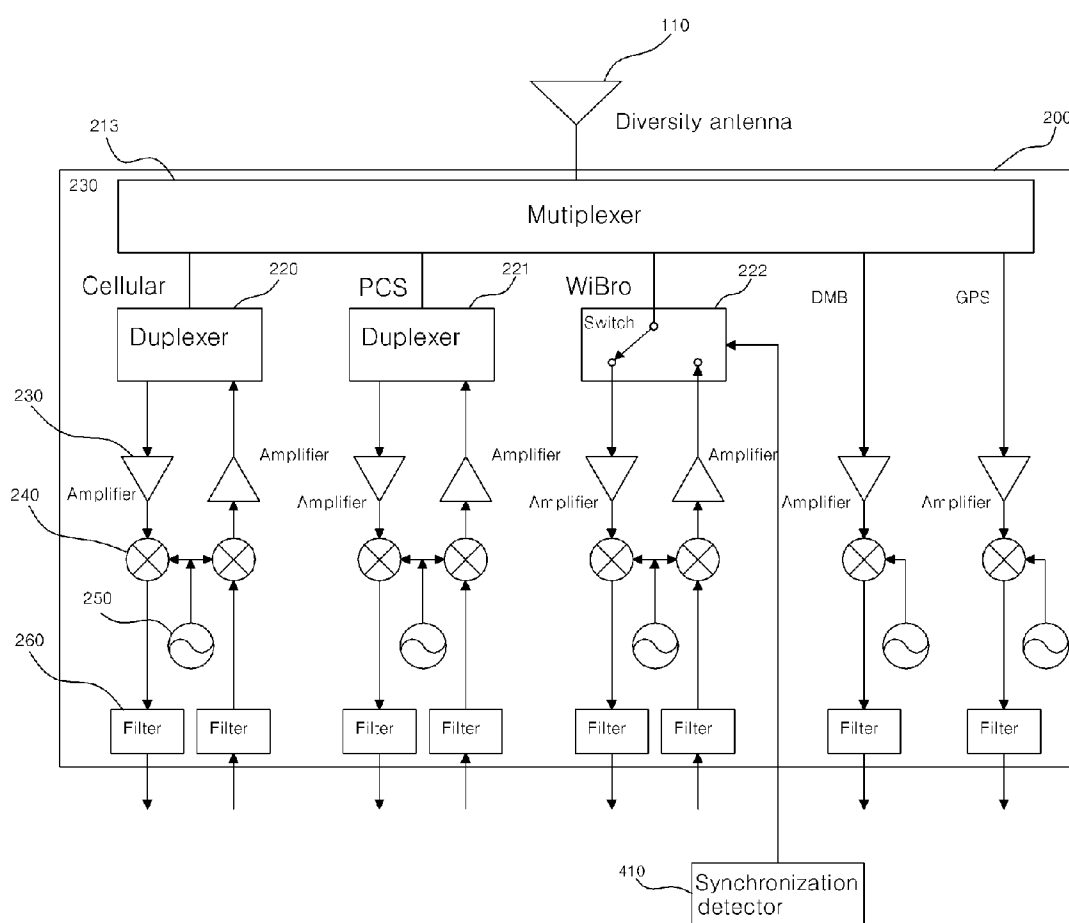 110
Diversity antenna
200
213
230
Mutiplexer
Cellular
220
PCS
221
WiBro
222
DMB
GPS
Duplexer
Duplexer
Switch
230
Amplifier
Amplifier
Amplifier
Amplifier
Amplifier
Amplifier
Amplifier
Amplifier
240
250
260
Filter
Filter
Filter
Filter
Filter
Filter
Filter
Filter
410
Synchronization
detector